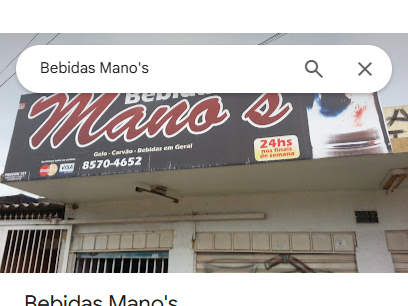 Bebidas Mano's
Bebidas
Mano's
Gelo - Carvão - Bebidas em Geral
8570-4652
VISA
24hs
nos finais
de semana
Bebidas Mano's